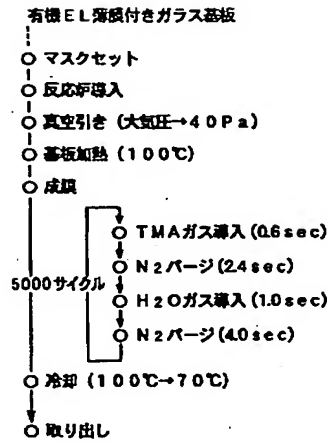 有機EL薄膜付きガラス基板
マスクセット
反応炉導入
真空引き (大気圧→40Pa)
基板加熱 (100℃)
成膜
TMAガス導入 (0.6sec)
N2パージ (2.4sec)
5000サイクル
H2Oガス導入 (1.0sec)
N2パージ (4.0sec)
冷却 (100℃→70℃)
取り出し